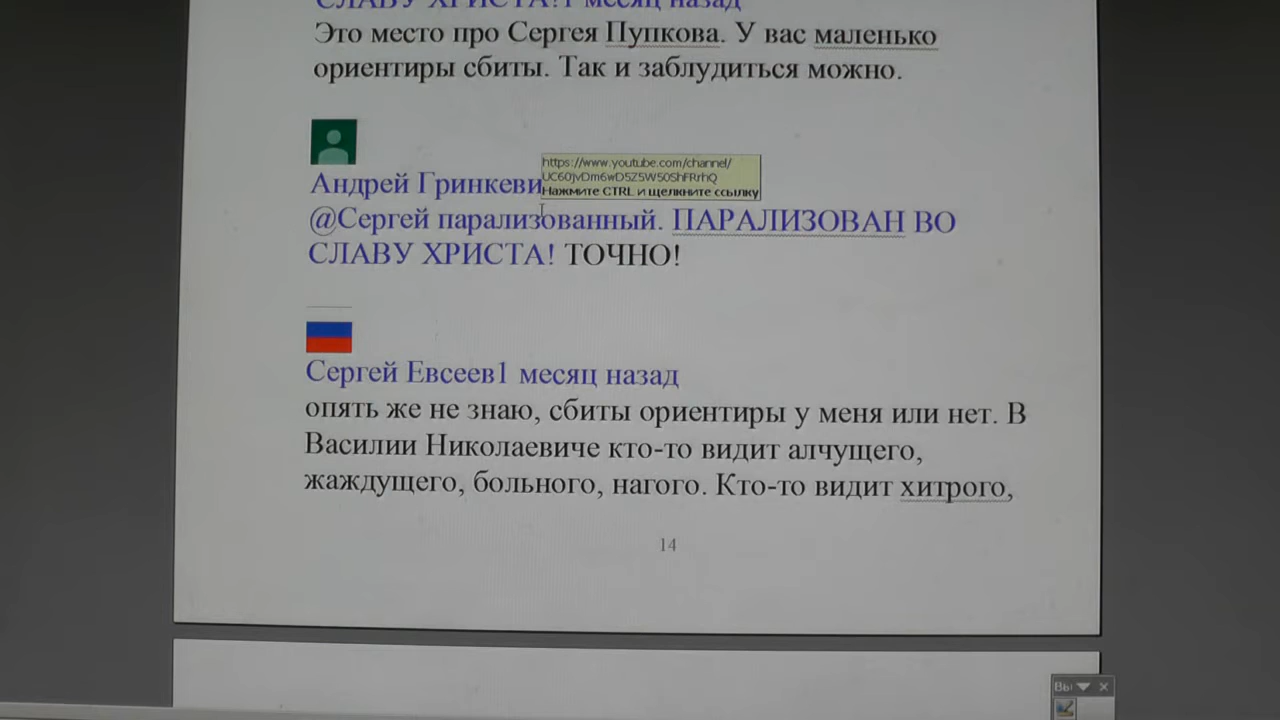 СЛАВУ ХРИСТА!1 месяц назад
Это место про Сергея Пупкова. У вас маленько
ориентиры сбиты. Так и заблудиться можно.
https://www.youtube.com/channel/
Нажмите CTRL и щелкните ссылку
Андрей Гринкеви
@Сергей парализованный. ПАРАЛИЗОВАН ВО
СЛАВУ ХРИСТА! ТОЧНО!
Сергей Евсеев1 месяц назад
опять же не знаю, сбиты ориентиры у меня или нет. В
Василии Николаевиче кто-то видит алчущего,
жаждущего, больного, нагого. Кто-то видит хитрого,
14
Вы